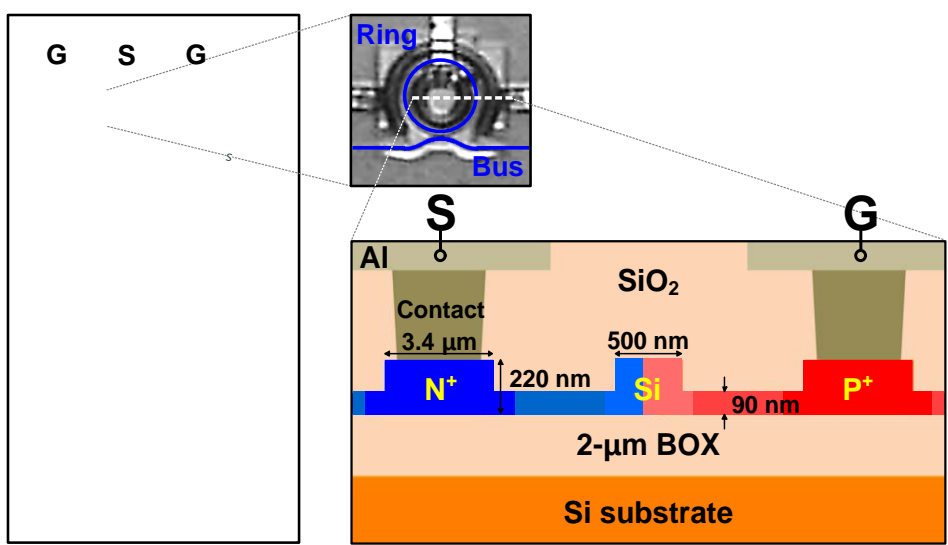 G S G
Ring
Bus
s
S G
Al
SiO2
Contact
3.4 µm
500 nm
N+
220 nm
Si
90 nm
P+
2-µm BOX
Si substrate